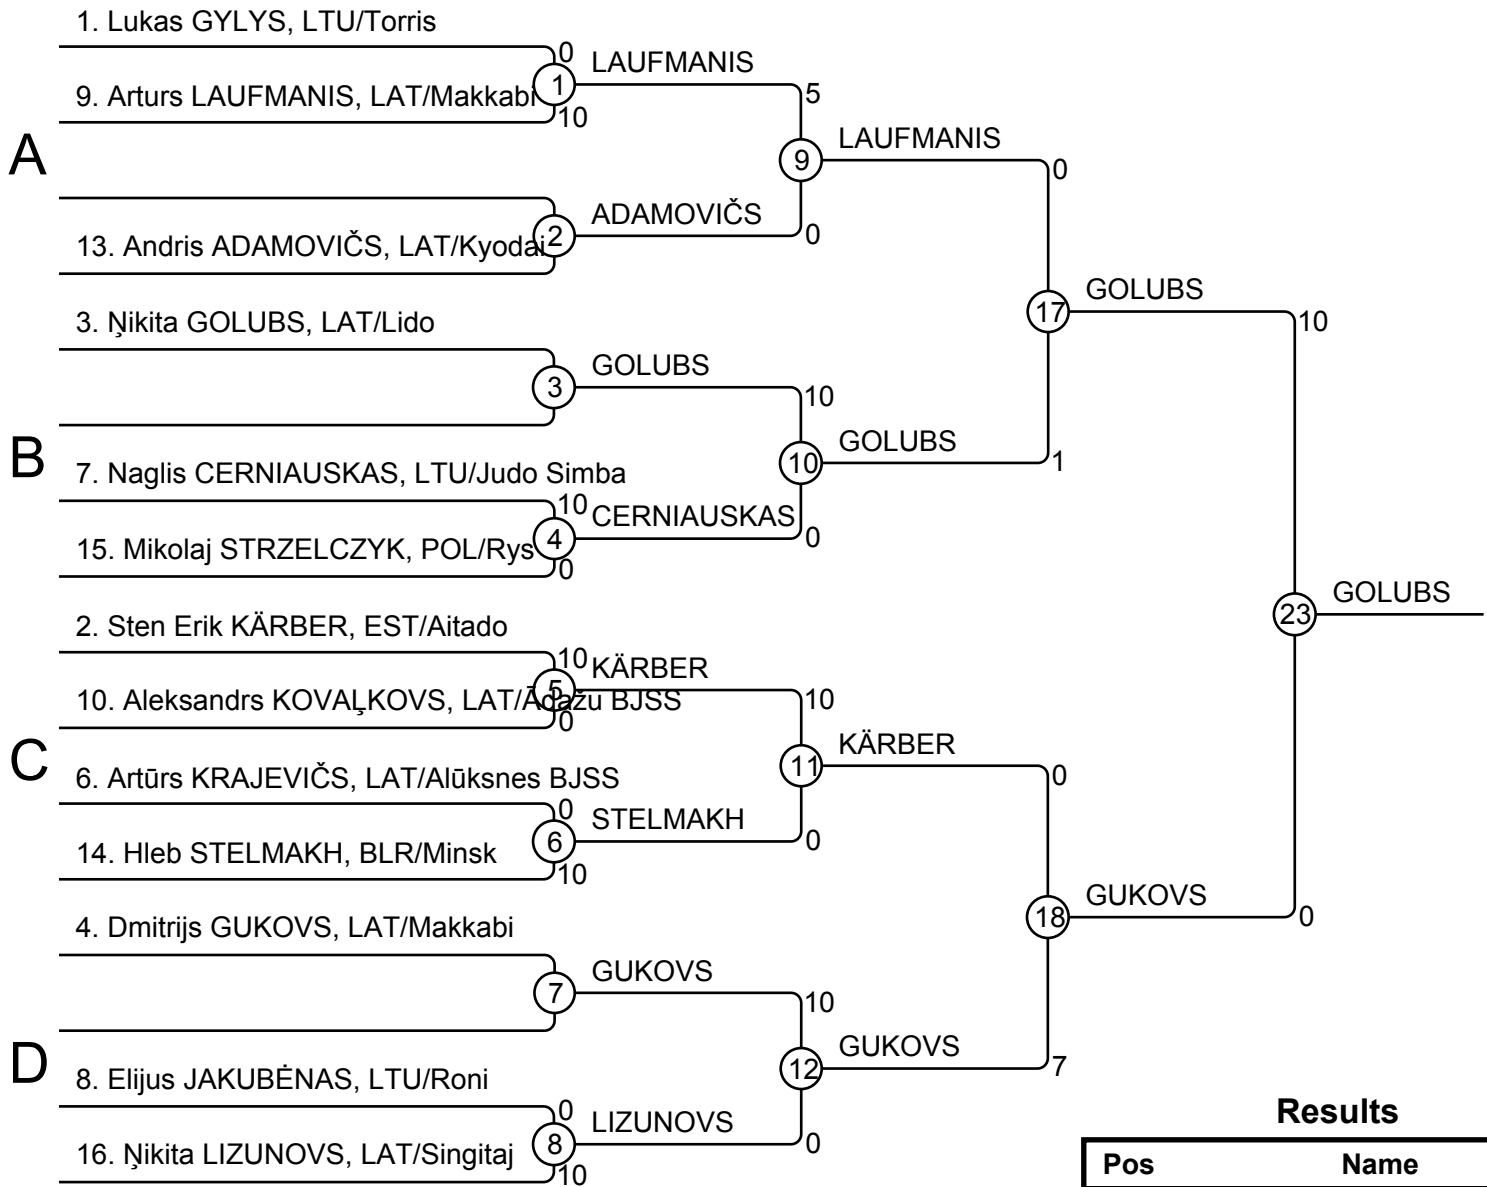 1. Lukas GYLYS, LTU/Torris
0
LAUFMANIS
1
9. Arturs LAUFMANIS, LAT/Makkabi
10
5
A
LAUFMANIS
9
0
ADAMOVIČS
2
13. Andris ADAMOVIČS, LAT/Kyodai
0
GOLUBS
17
10
3. Ņikita GOLUBS, LAT/Lido
GOLUBS
3
10
B
GOLUBS
10
1
7. Naglis CERNIAUSKAS, LTU/Judo Simba
10
CERNIAUSKAS
4
0
15. Mikolaj STRZELCZYK, POL/Rys
0
GOLUBS
23
2. Sten Erik KÄRBER, EST/Aitado
10
KÄRBER
5
10. Aleksandrs KOVAĻKOVS, LAT/Ādažu BJSS
0
10
C
KÄRBER
11
0
6. Artūrs KRAJEVIČS, LAT/Alūksnes BJSS
0
STELMAKH
6
0
14. Hleb STELMAKH, BLR/Minsk
10
GUKOVS
18
0
4. Dmitrijs GUKOVS, LAT/Makkabi
GUKOVS
7
10
D
GUKOVS
12
7
8. Elijus JAKUBĖNAS, LTU/Roni
0
LIZUNOVS
8
0
16. Ņikita LIZUNOVS, LAT/Singitaj
10
Results
Pos Name